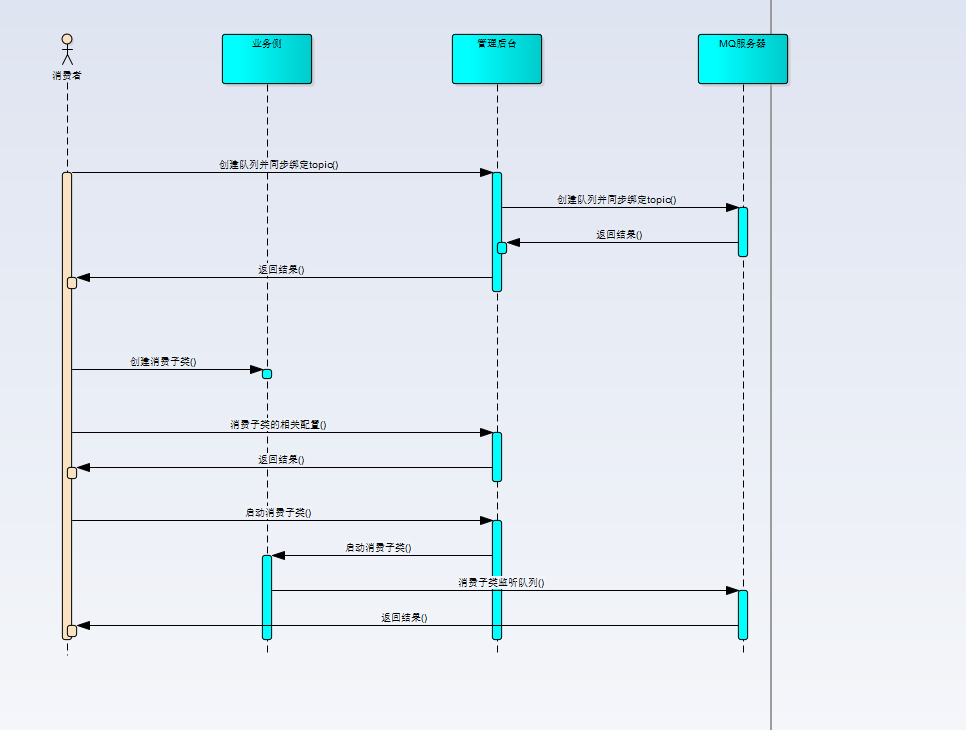 消费者
业务侧
管理后台
MQ服务器
创建队列并同步绑定topic()
创建队列并同步绑定topic()
返回结果()
返回结果()
创建消费子类()
消费子类的相关配置()
返回结果()
启动消费子类()
启动消费子类()
消费子类监听队列()
返回结果()